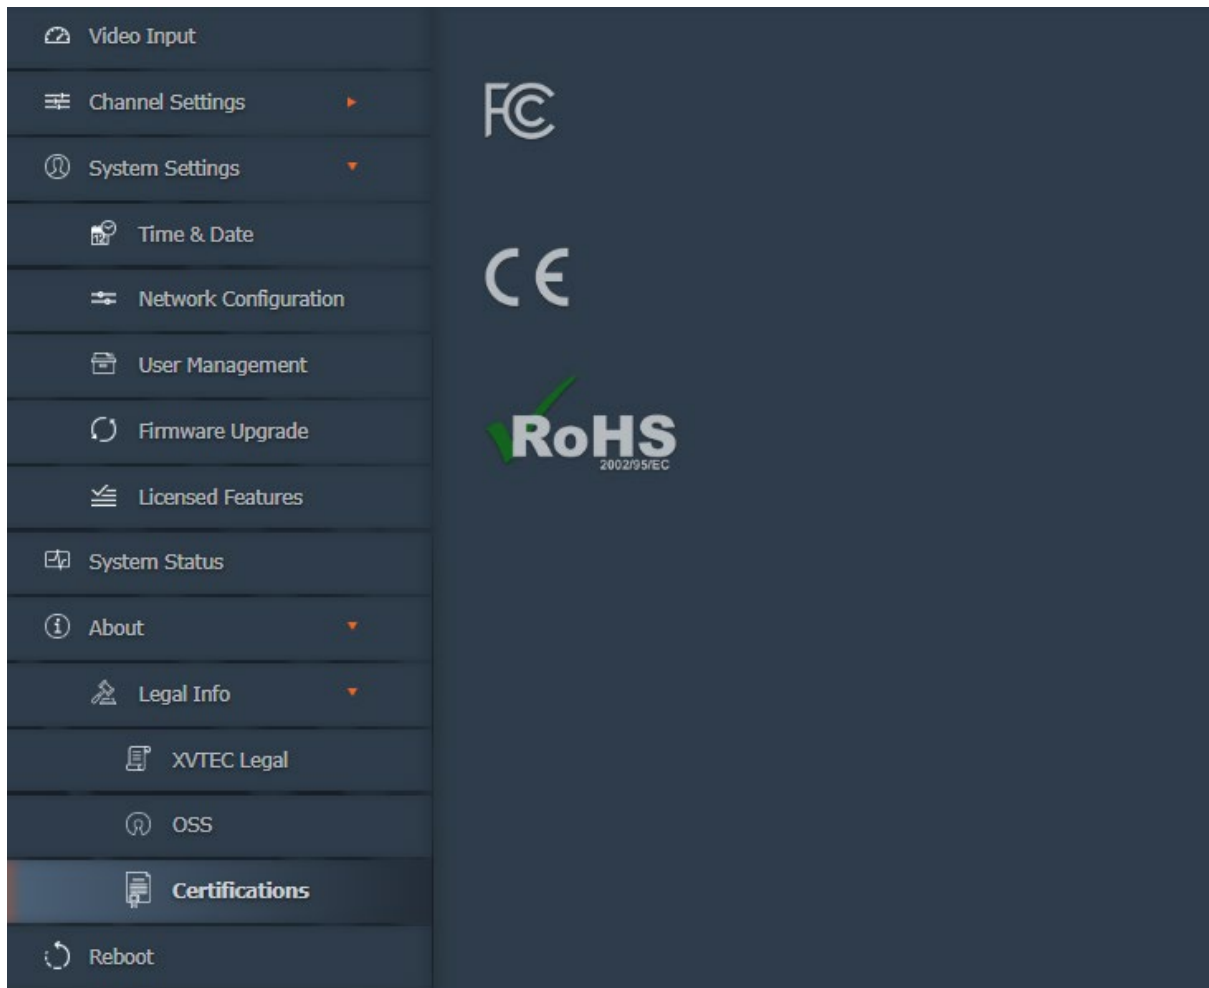 Video Input
Channel Settings
System Settings
Time & Date
Network Configuration
User Management
Firmware Upgrade
Licensed Features
System Status
About
Legal Info
XVTEC Legal
OSS
Certifications
Reboot
FC
CE
RoHS
2002/95/EC